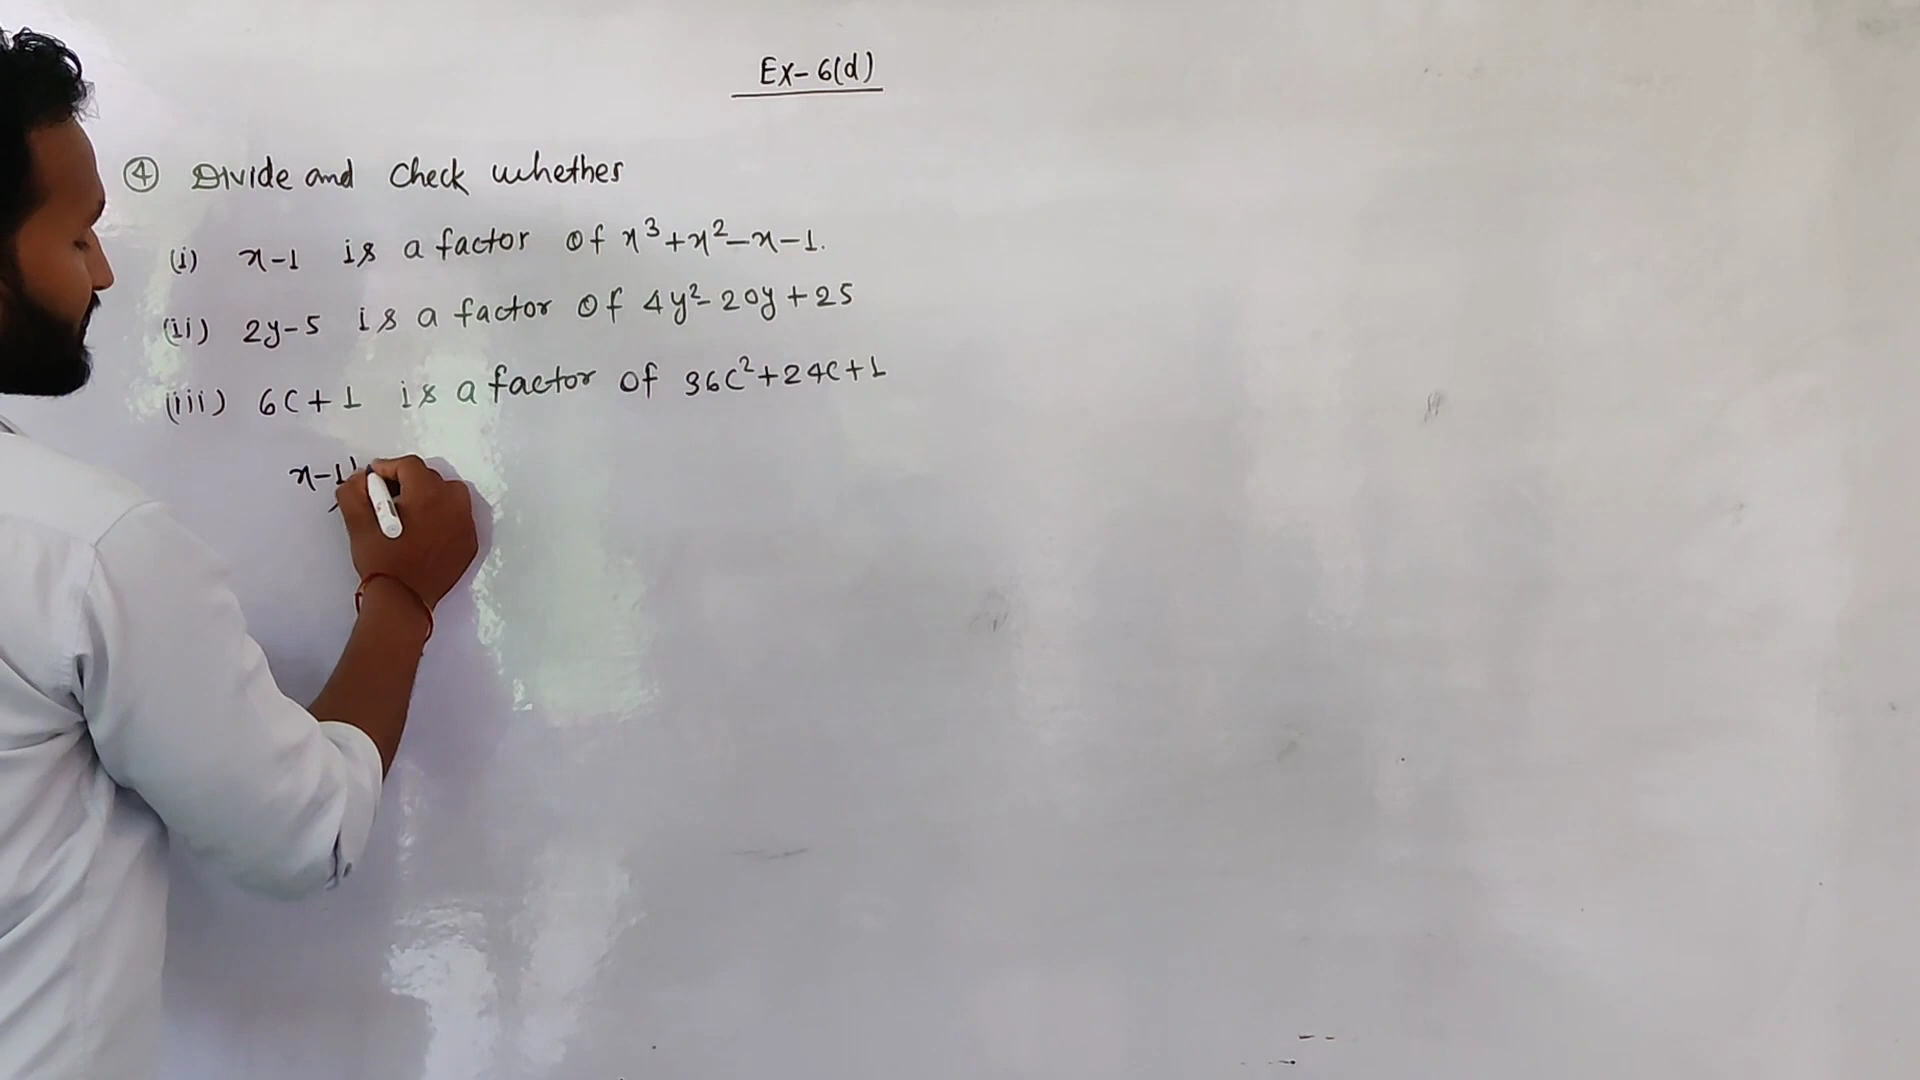 Ex-6(d)
④ Divide and check whether
(i) x-1 is a factor of x³+x²-x-1.
(ii) 2y-5 is a factor of 4y²-20y+25
(iii) 6c+1 is a factor of 36c²+24c+1
x-1)